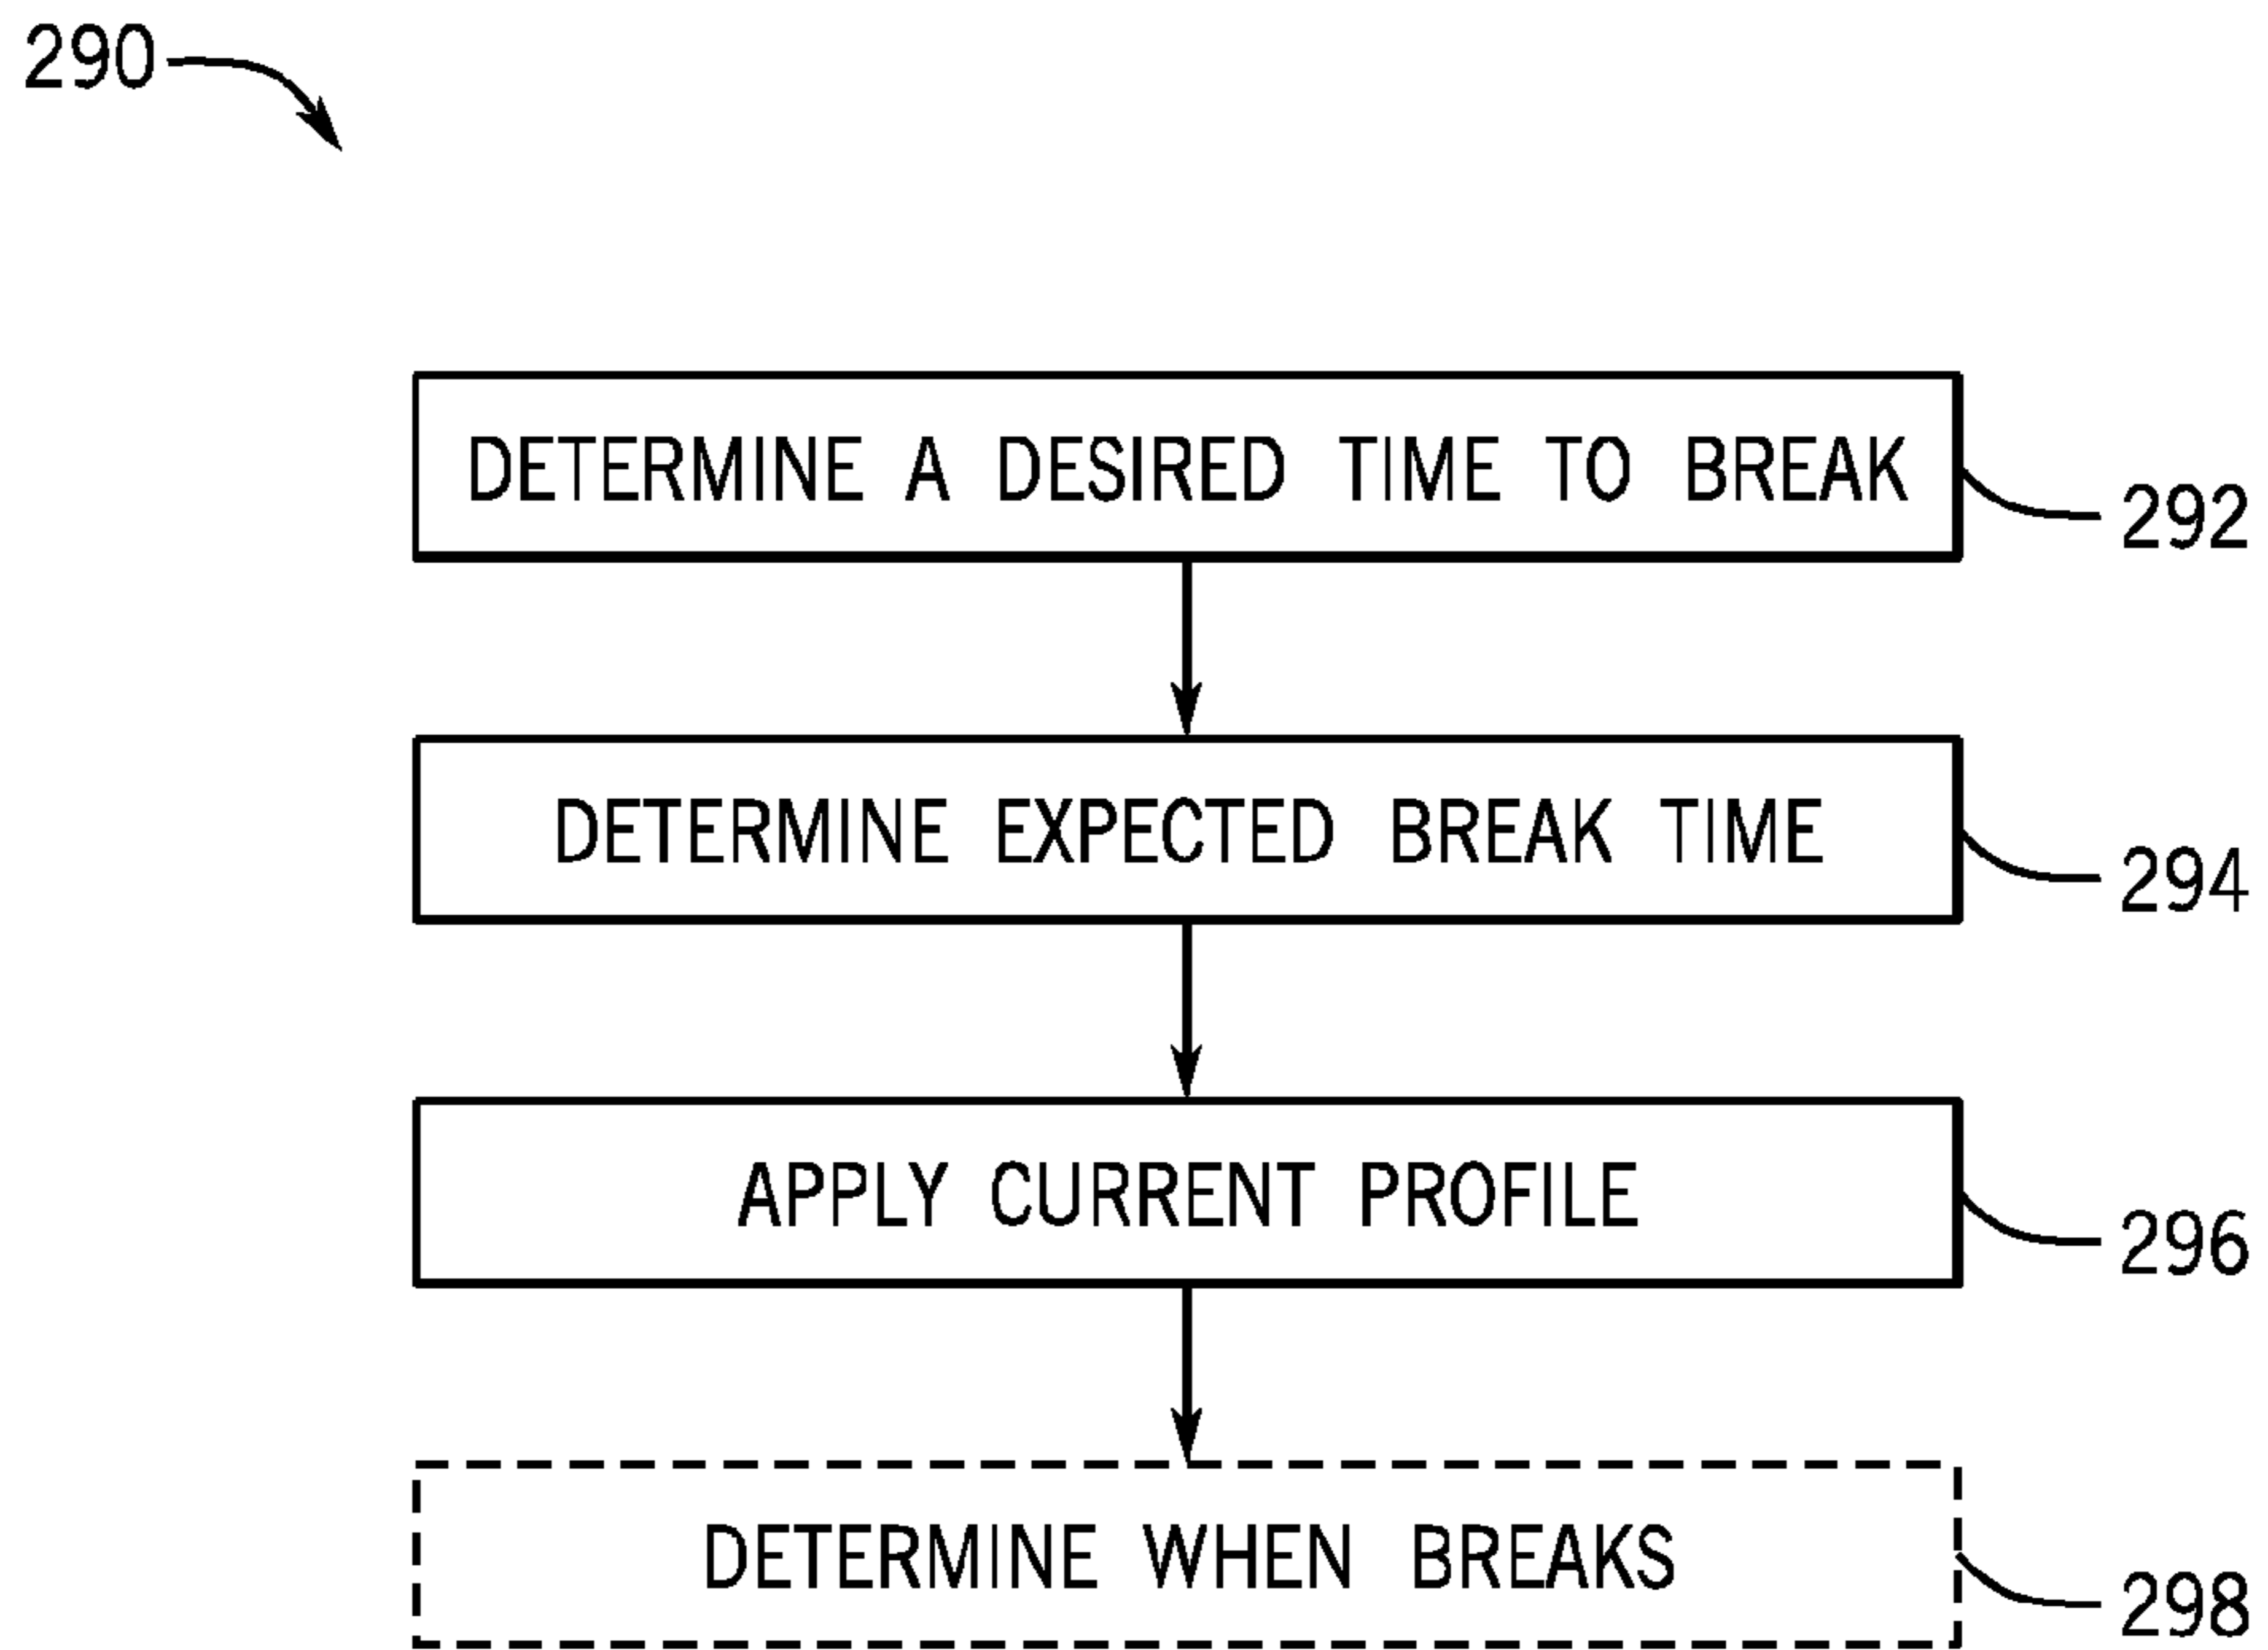 290
DETERMINE A DESIRED TIME TO BREAK
292
DETERMINE EXPECTED BREAK TIME
294
APPLY CURRENT PROFILE
296
DETERMINE WHEN BREAKS
298